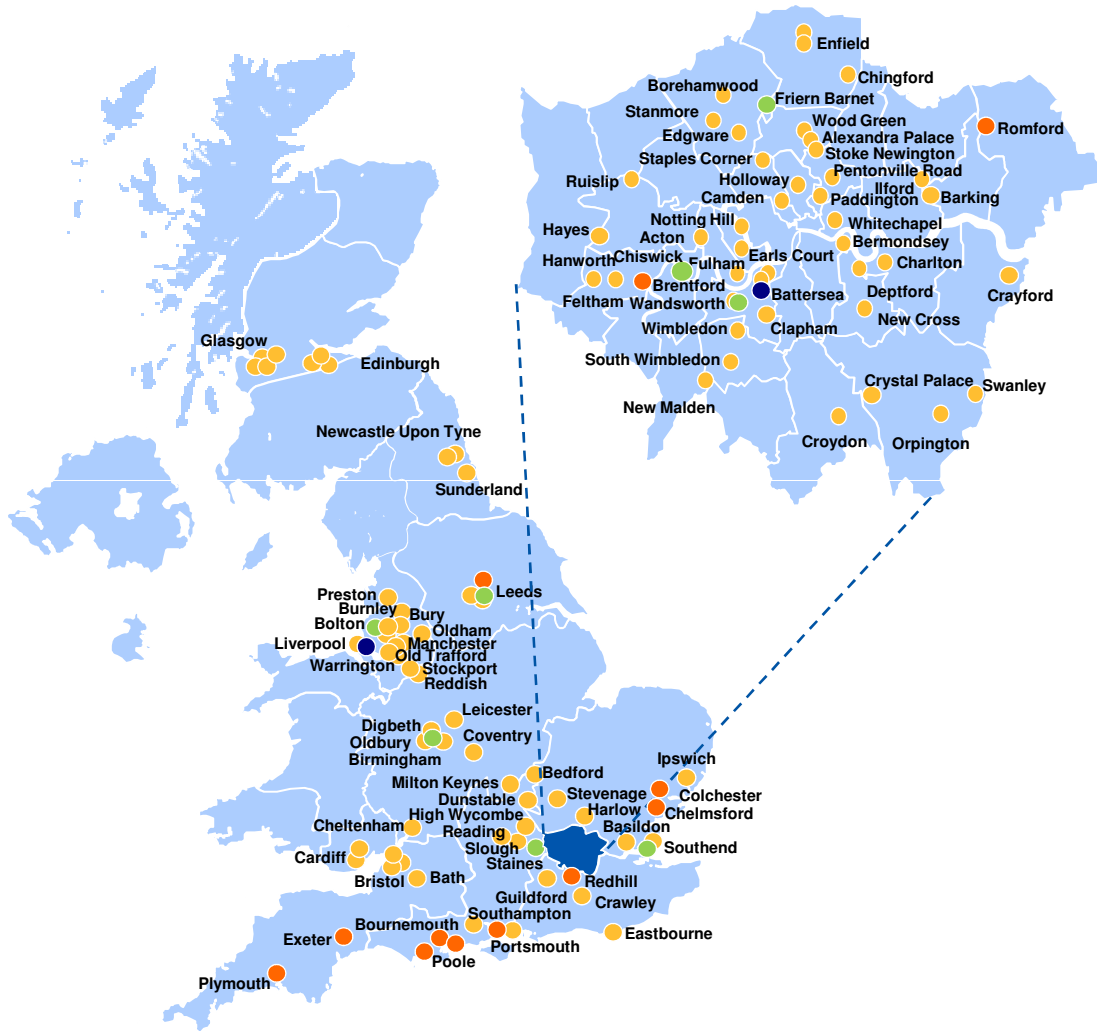 Enfield
Chingford
Borehamwood
Friern Barnet
Stanmore
Wood Green
Edgware
Alexandra Palace
Romford
Staples Corner
Stoke Newington
Pentonville Road
Ruislip
Holloway
Ilford
Camden
Paddington
Barking
Notting Hill
Whitechapel
Hayes
Acton
Bermondsey
Hanworth
Chiswick
Fulham
Earls Court
Charlton
Feltham
Brentford
Battersea
Deptford
Crayford
Wandsworth
New Cross
Wimbledon
Clapham
South Wimbledon
Crystal Palace
Swanley
New Malden
Croydon
Orpington
Glasgow
Edinburgh
Newcastle Upon Tyne
Sunderland
Leeds
Preston
Burnley
Bury
Bolton
Oldham
Liverpool
Manchester
Old Trafford
Warrington
Stockport
Reddish
Leicester
Digbeth
Coventry
Oldbury
Birmingham
Ipswich
Bedford
Milton Keynes
Stevenage
Colchester
Dunstable
Harlow
Chelmsford
High Wycombe
Basildon
Cheltenham
Reading
Slough
Southend
Cardiff
Staines
Bristol
Bath
Redhill
Guildford
Crawley
Southampton
Bournemouth
Eastbourne
Exeter
Portsmouth
Poole
Plymouth